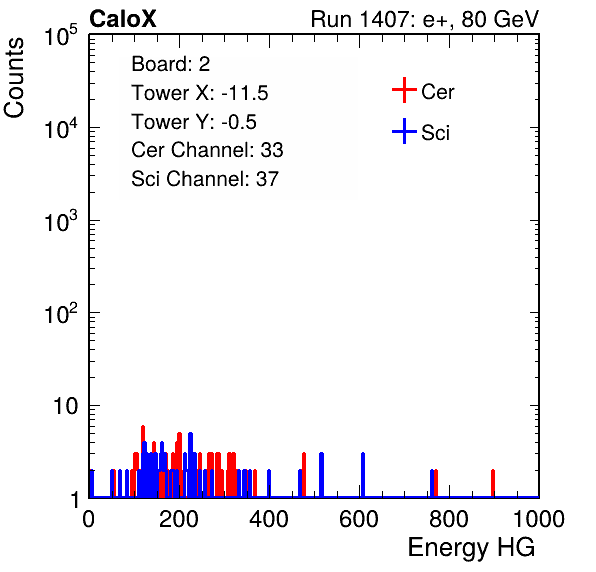 CaloX Run 1407: e+, 80 GeV
Counts
Board: 2
Tower X: -11.5
Tower Y: -0.5
Cer Channel: 33
Sci Channel: 37
Cer
Sci
10^5
10^4
10^3
10^2
10
1
0 200 400 600 800 1000
Energy HG